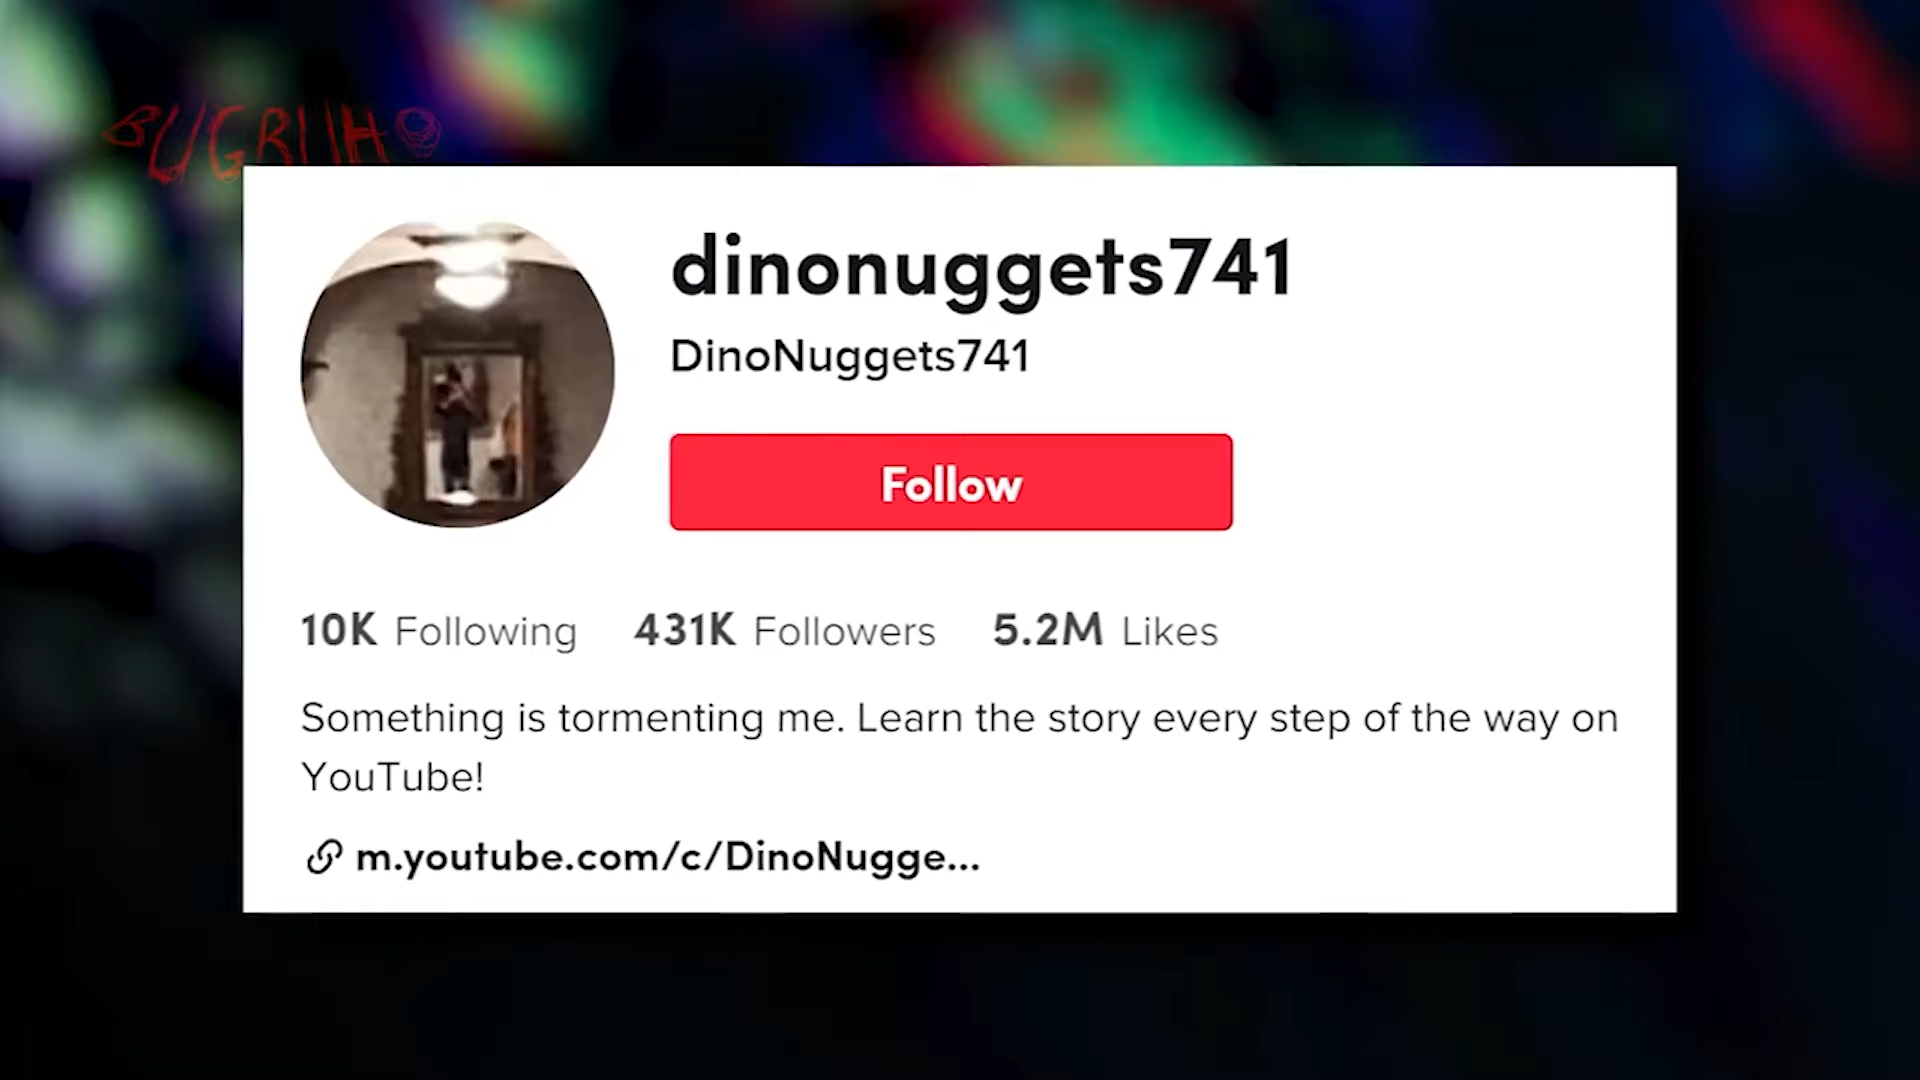 BUGRUH
dinonuggets741
DinoNuggets741
Follow
10K Following 431K Followers 5.2M Likes
Something is tormenting me. Learn the story every step of the way on
YouTube!
m.youtube.com/c/DinoNugge...